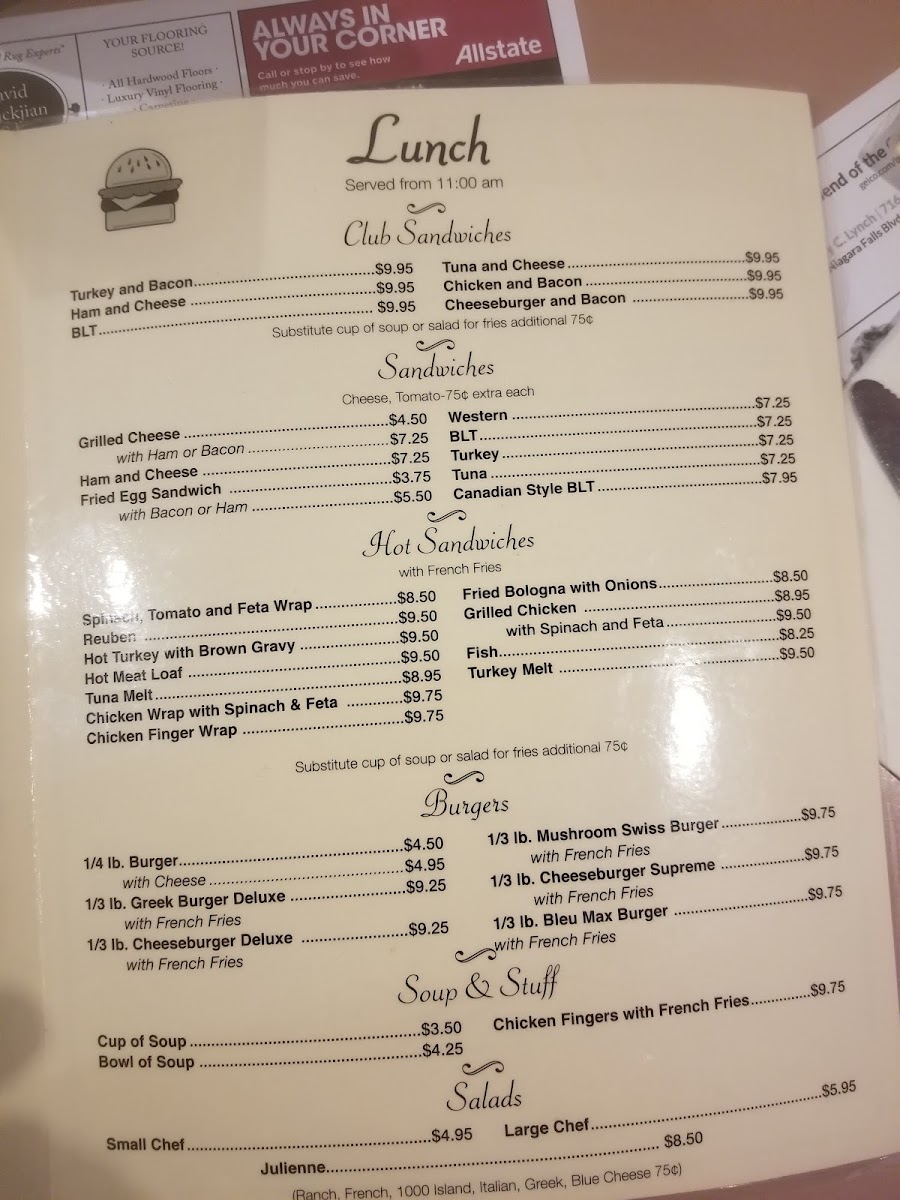 Rug Experts"
YOUR FLOORING
SOURCE!
· All Hardwood Floors ·
· Luxury Vinyl Flooring ·
ALWAYS IN
YOUR CORNER
Call or stop by to see how
much you can save.
Allstate
end of the
C. Lynch | 716
Niagara Falls Blvd
Lunch
Served from 11:00 am
Club Sandwiches
Turkey and Bacon $9.95
Ham and Cheese $9.95
BLT $9.95
Tuna and Cheese $9.95
Chicken and Bacon $9.95
Cheeseburger and Bacon $9.95
Substitute cup of soup or salad for fries additional 75¢
Sandwiches
Cheese, Tomato-75¢ extra each
Grilled Cheese $4.50
with Ham or Bacon $7.25
Ham and Cheese $7.25
Fried Egg Sandwich $3.75
with Bacon or Ham $5.50
Western $7.25
BLT $7.25
Turkey $7.25
Tuna $7.25
Canadian Style BLT $7.95
Hot Sandwiches
with French Fries
Spinach, Tomato and Feta Wrap $8.50
Reuben $9.50
Hot Turkey with Brown Gravy $9.50
Hot Meat Loaf $9.50
Tuna Melt $8.95
Chicken Wrap with Spinach & Feta $9.75
Chicken Finger Wrap $9.75
Fried Bologna with Onions $8.50
Grilled Chicken $8.95
with Spinach and Feta $9.50
Fish $8.25
Turkey Melt $9.50
Substitute cup of soup or salad for fries additional 75¢
Burgers
1/4 lb. Burger $4.50
with Cheese $4.95
1/3 lb. Greek Burger Deluxe $9.25
with French Fries
1/3 lb. Cheeseburger Deluxe $9.25
with French Fries
1/3 lb. Mushroom Swiss Burger $9.75
with French Fries
1/3 lb. Cheeseburger Supreme $9.75
with French Fries
1/3 lb. Bleu Max Burger $9.75
with French Fries
Soup & Stuff
Cup of Soup $3.50
Bowl of Soup $4.25
Chicken Fingers with French Fries $9.75
Salads
Small Chef $4.95
Large Chef $5.95
Julienne $8.50
(Ranch, French, 1000 Island, Italian, Greek, Blue Cheese 75¢)